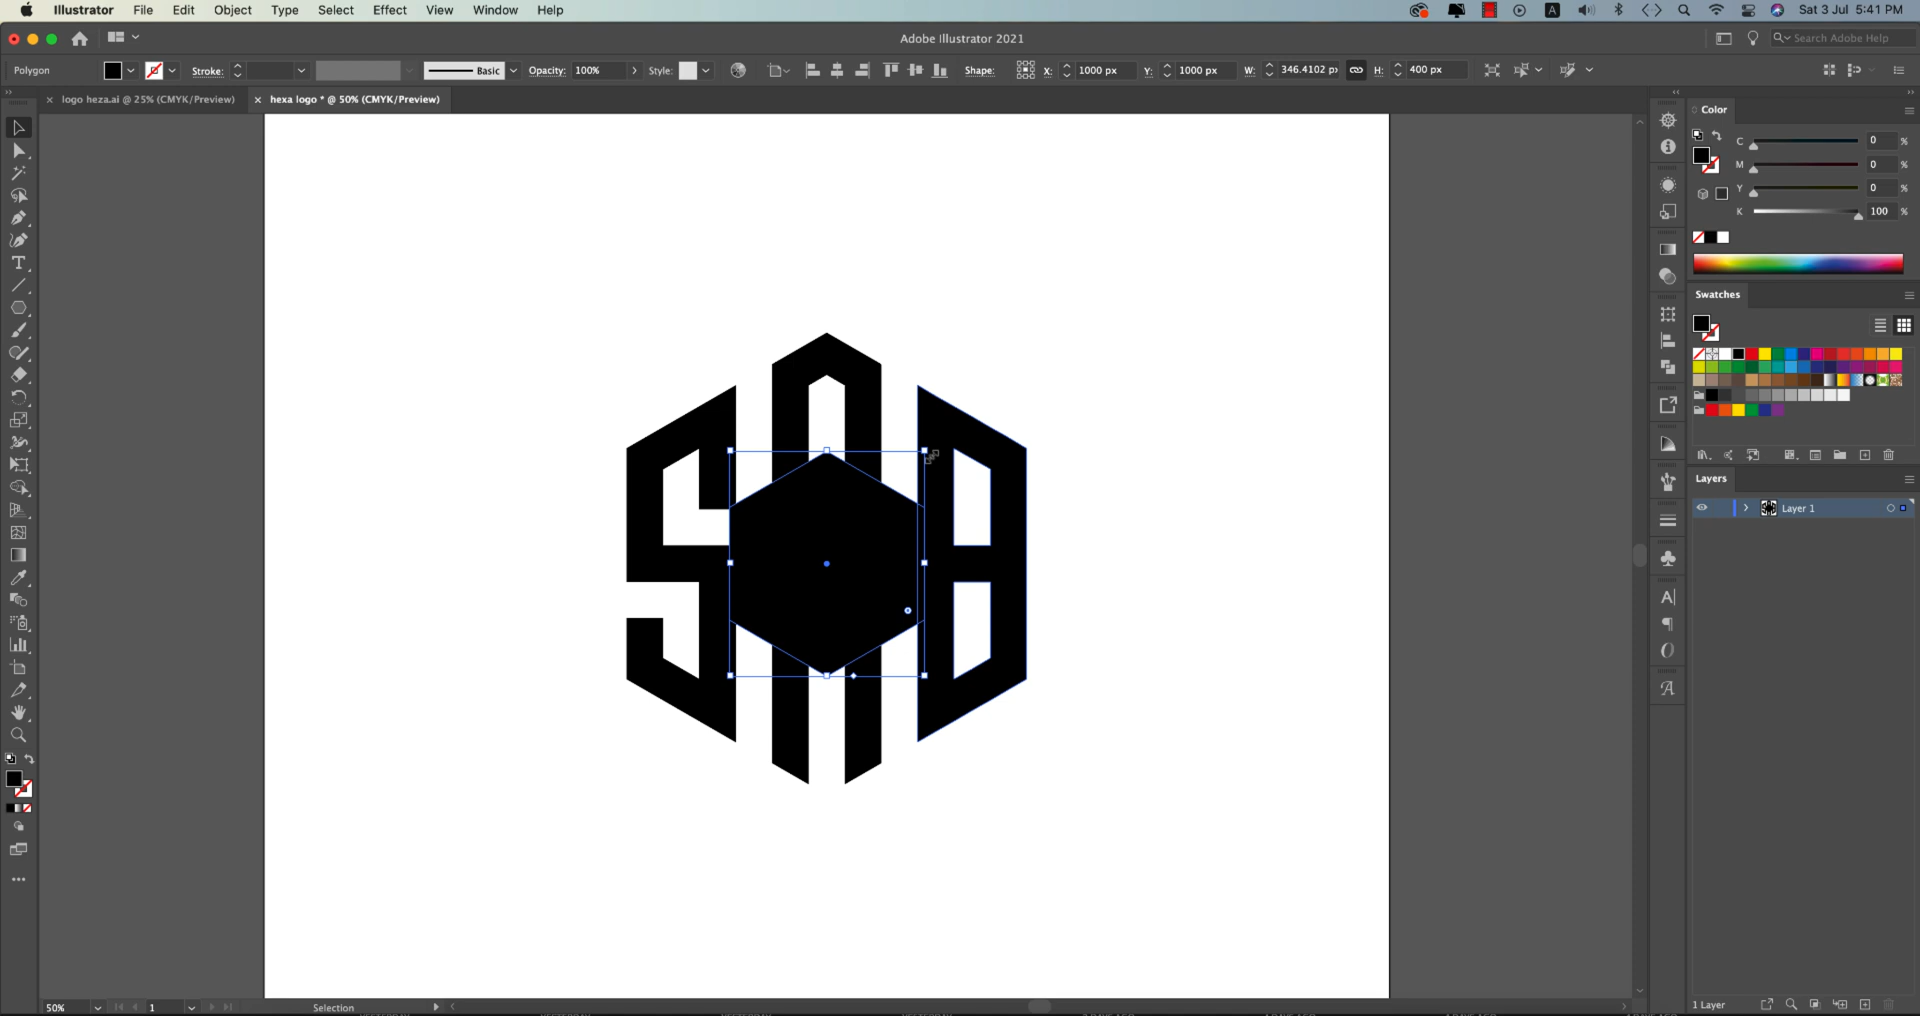 Illustrator File Edit Object Type Select Effect View Window Help
A
Sat 3 Jul 5:41 PM
Adobe Illustrator 2021
Search Adobe Help
Polygon
Stroke:
Basic
Opacity: 100%
Style:
Shape:
X: 1000 px
Y: 1000 px
W: 346.4102 px
H: 400 px
logo heza.ai @ 25% (CMYK/Preview)
hexa logo * @ 50% (CMYK/Preview)
Color
C 0 %
M 0 %
Y 0 %
K 100 %
Swatches
Layers
Layer 1
SAB
50%
1
Selection
1 Layer